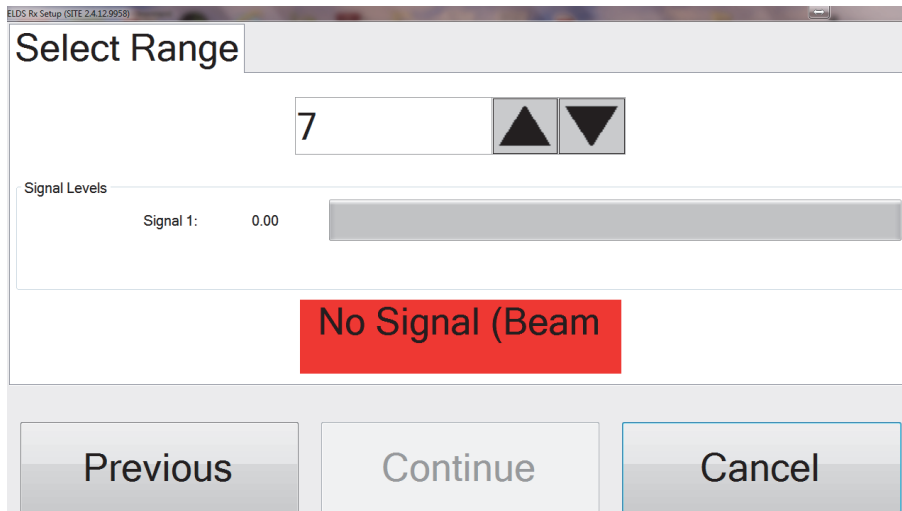 ELDS Rx Setup (SITE 2.4.12.9958)
Select Range
7
Signal Levels
Signal 1: 0.00
No Signal (Beam
Previous Continue Cancel